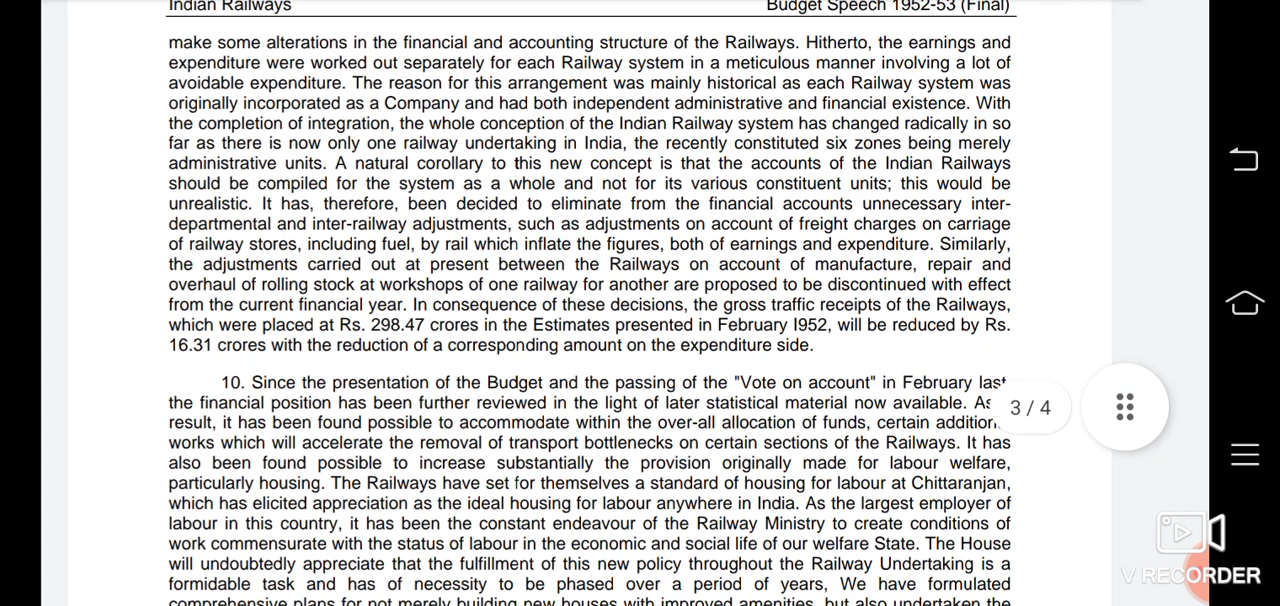 Indian Railways Budget Speech 1952-53 (Final)
make some alterations in the financial and accounting structure of the Railways. Hitherto, the earnings and
expenditure were worked out separately for each Railway system in a meticulous manner involving a lot of
avoidable expenditure. The reason for this arrangement was mainly historical as each Railway system was
originally incorporated as a Company and had both independent administrative and financial existence. With
the completion of integration, the whole conception of the Indian Railway system has changed radically in so
far as there is now only one railway undertaking in India, the recently constituted six zones being merely
administrative units. A natural corollary to this new concept is that the accounts of the Indian Railways
should be compiled for the system as a whole and not for its various constituent units; this would be
unrealistic. It has, therefore, been decided to eliminate from the financial accounts unnecessary inter-
departmental and inter-railway adjustments, such as adjustments on account of freight charges on carriage
of railway stores, including fuel, by rail which inflate the figures, both of earnings and expenditure. Similarly,
the adjustments carried out at present between the Railways on account of manufacture, repair and
overhaul of rolling stock at workshops of one railway for another are proposed to be discontinued with effect
from the current financial year. In consequence of these decisions, the gross traffic receipts of the Railways,
which were placed at Rs. 298.47 crores in the Estimates presented in February I952, will be reduced by Rs.
16.31 crores with the reduction of a corresponding amount on the expenditure side.
10. Since the presentation of the Budget and the passing of the "Vote on account" in February last
the financial position has been further reviewed in the light of later statistical material now available. As
result, it has been found possible to accommodate within the over-all allocation of funds, certain addition
works which will accelerate the removal of transport bottlenecks on certain sections of the Railways. It has
also been found possible to increase substantially the provision originally made for labour welfare,
particularly housing. The Railways have set for themselves a standard of housing for labour at Chittaranjan,
which has elicited appreciation as the ideal housing for labour anywhere in India. As the largest employer of
labour in this country, it has been the constant endeavour of the Railway Ministry to create conditions of
work commensurate with the status of labour in the economic and social life of our welfare State. The House
will undoubtedly appreciate that the fulfillment of this new policy throughout the Railway Undertaking is a
formidable task and has of necessity to be phased over a period of years, We have formulated
comprehensive plans for not merely building new houses with improved amenities, but also undertaken the
3 / 4
V RECORDER